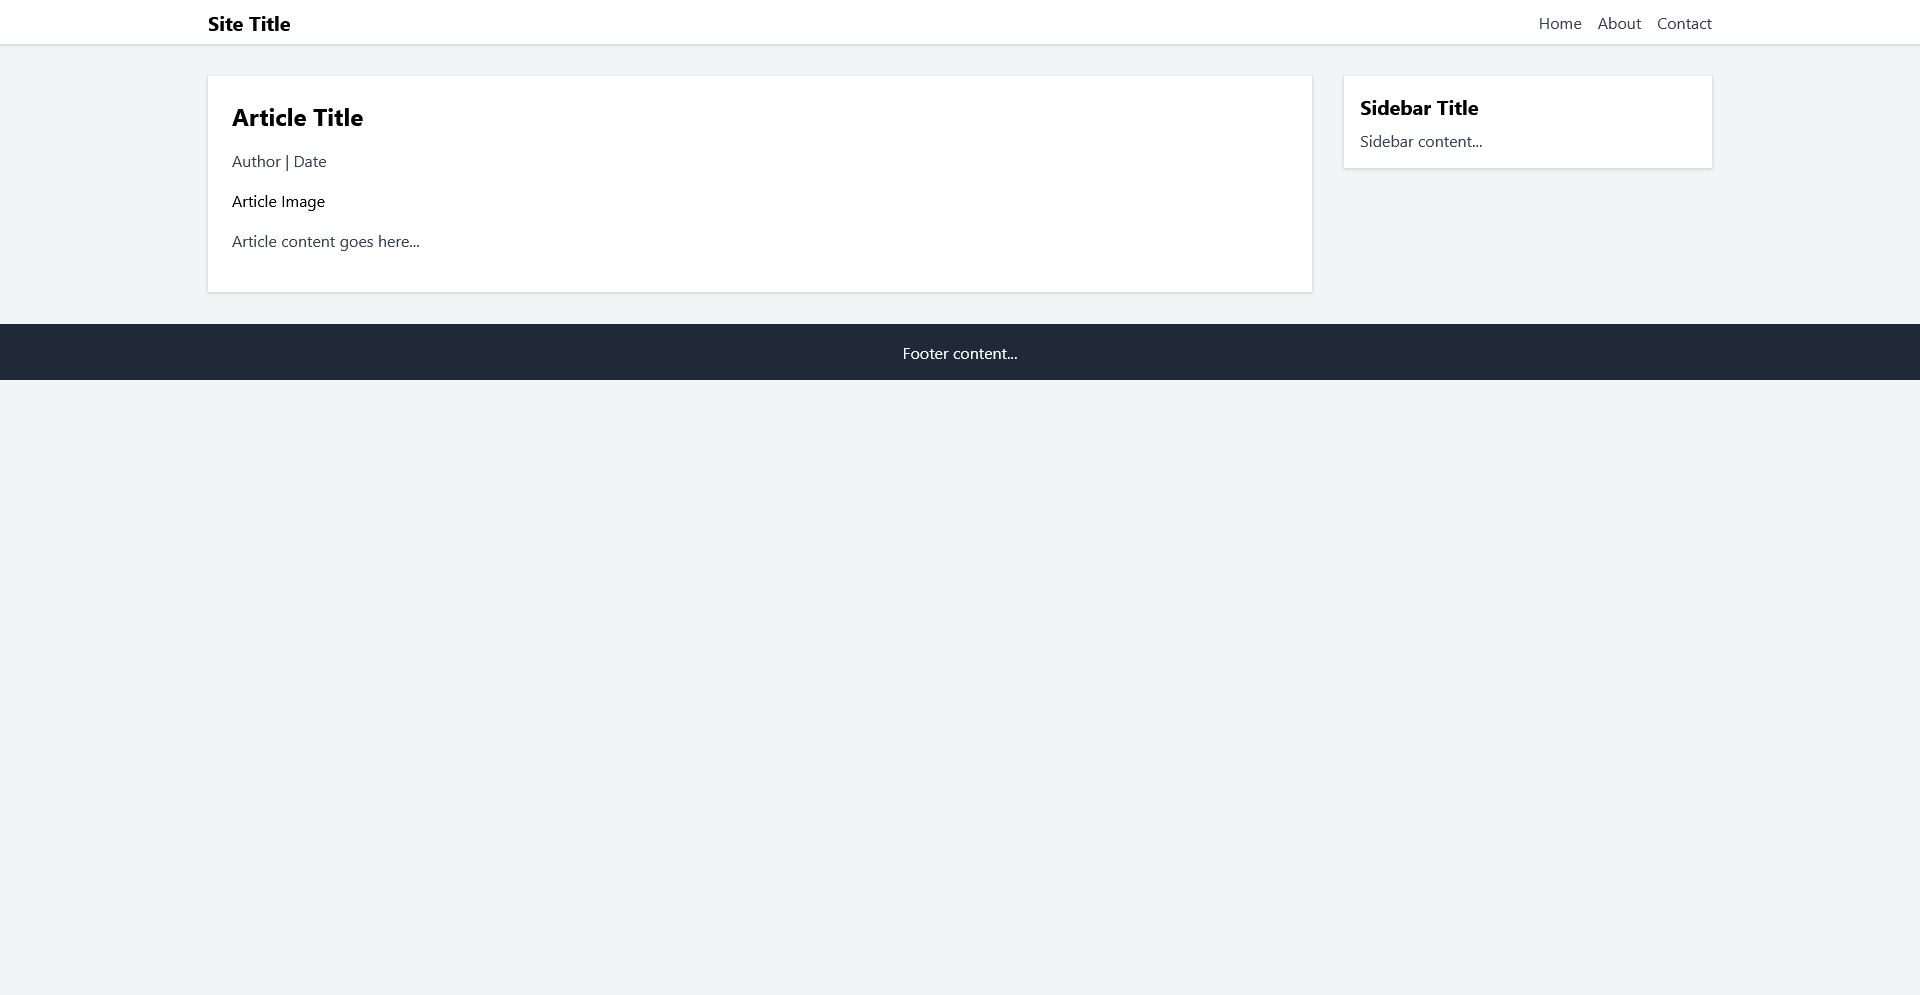 Site Title
Home About Contact
Article Title
Author | Date
Article Image
Article content goes here...
Sidebar Title
Sidebar content...
Footer content...